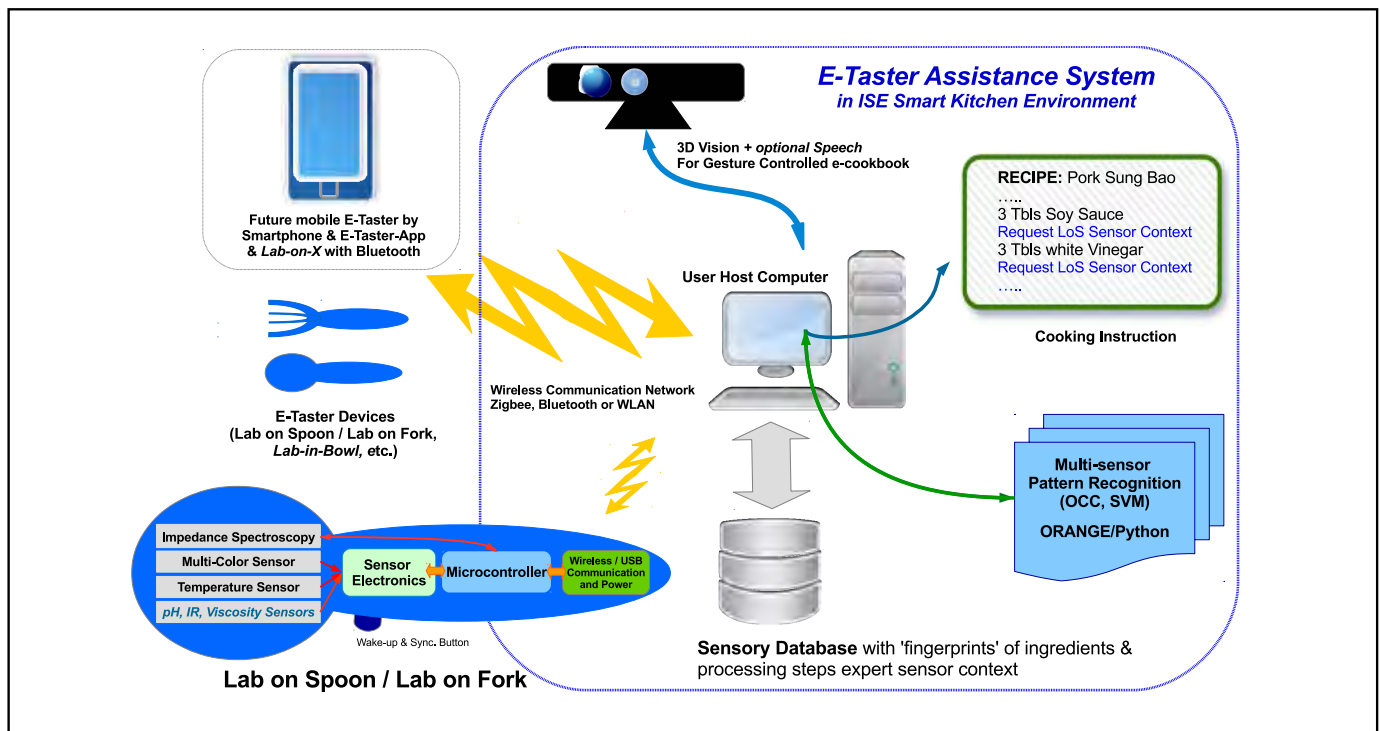 E-Taster Assistance System
in ISE Smart Kitchen Environment
3D Vision + optional Speech
For Gesture Controlled e-cookbook
Future mobile E-Taster by
Smartphone & E-Taster-App
& Lab-on-X with Bluetooth
RECIPE: Pork Sung Bao
…..
3 Tbls Soy Sauce
Request LoS Sensor Context
3 Tbls white Vinegar
Request LoS Sensor Context
…..
Cooking Instruction
User Host Computer
E-Taster Devices
(Lab on Spoon / Lab on Fork,
Lab-in-Bowl, etc.)
Wireless Communication Network
Zigbee, Bluetooth or WLAN
Multi-sensor
Pattern Recognition
(OCC, SVM)
ORANGE/Python
Impedance Spectroscopy
Multi-Color Sensor
Temperature Sensor
pH, IR, Viscosity Sensors
Sensor
Electronics
Microcontroller
Wireless / USB
Communication
and Power
Wake-up & Sync. Button
Lab on Spoon / Lab on Fork
Sensory Database with 'fingerprints' of ingredients &
processing steps expert sensor context